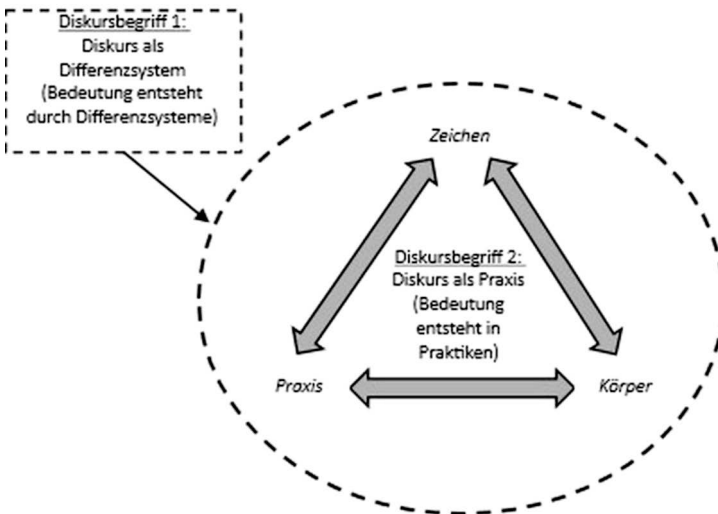 Diskursbegriff 1:
Diskurs als
Differenzsystem
(Bedeutung entsteht
durch Differenzsysteme)
Zeichen
Diskursbegriff 2:
Diskurs als Praxis
(Bedeutung
entsteht in
Praktiken)
Praxis
Körper